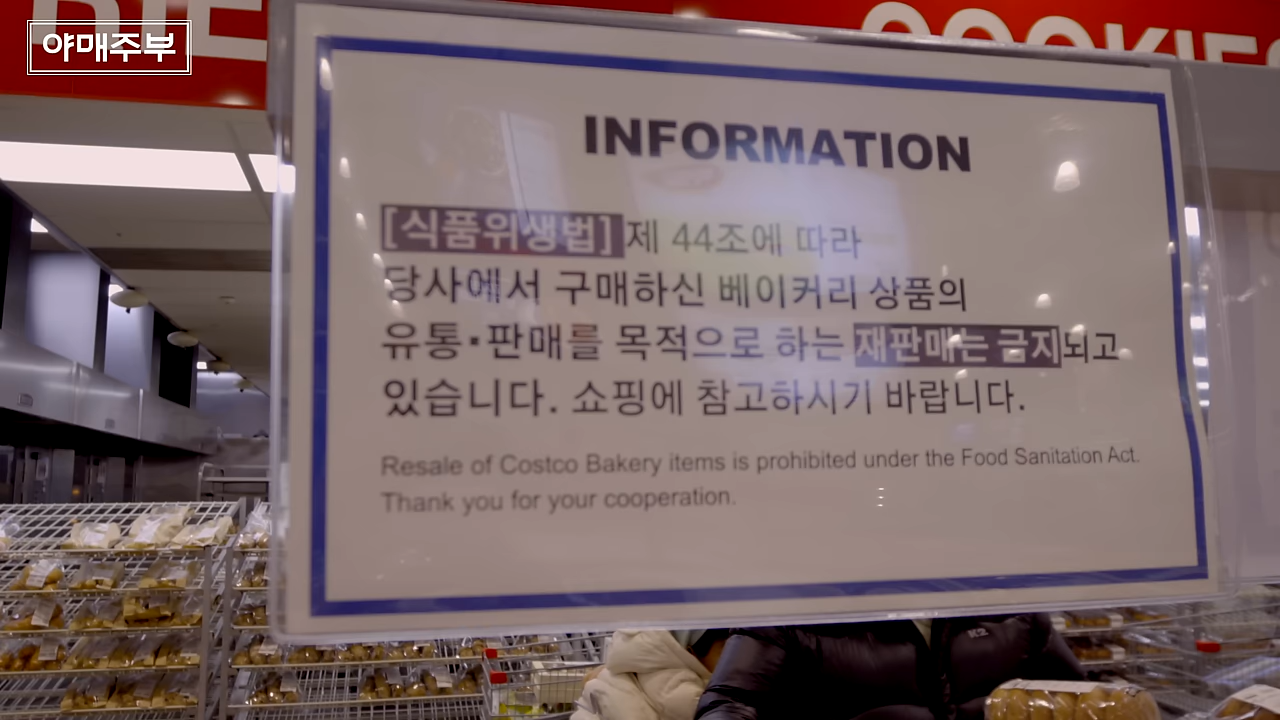 야매주부
COOKIES
INFORMATION
[식품위생법] 제 44조에 따라
당사에서 구매하신 베이커리 상품의
유통·판매를 목적으로 하는 재판매는 금지되고
있습니다. 쇼핑에 참고하시기 바랍니다.
Resale of Costco Bakery items is prohibited under the Food Sanitation Act.
Thank you for your cooperation.
K2